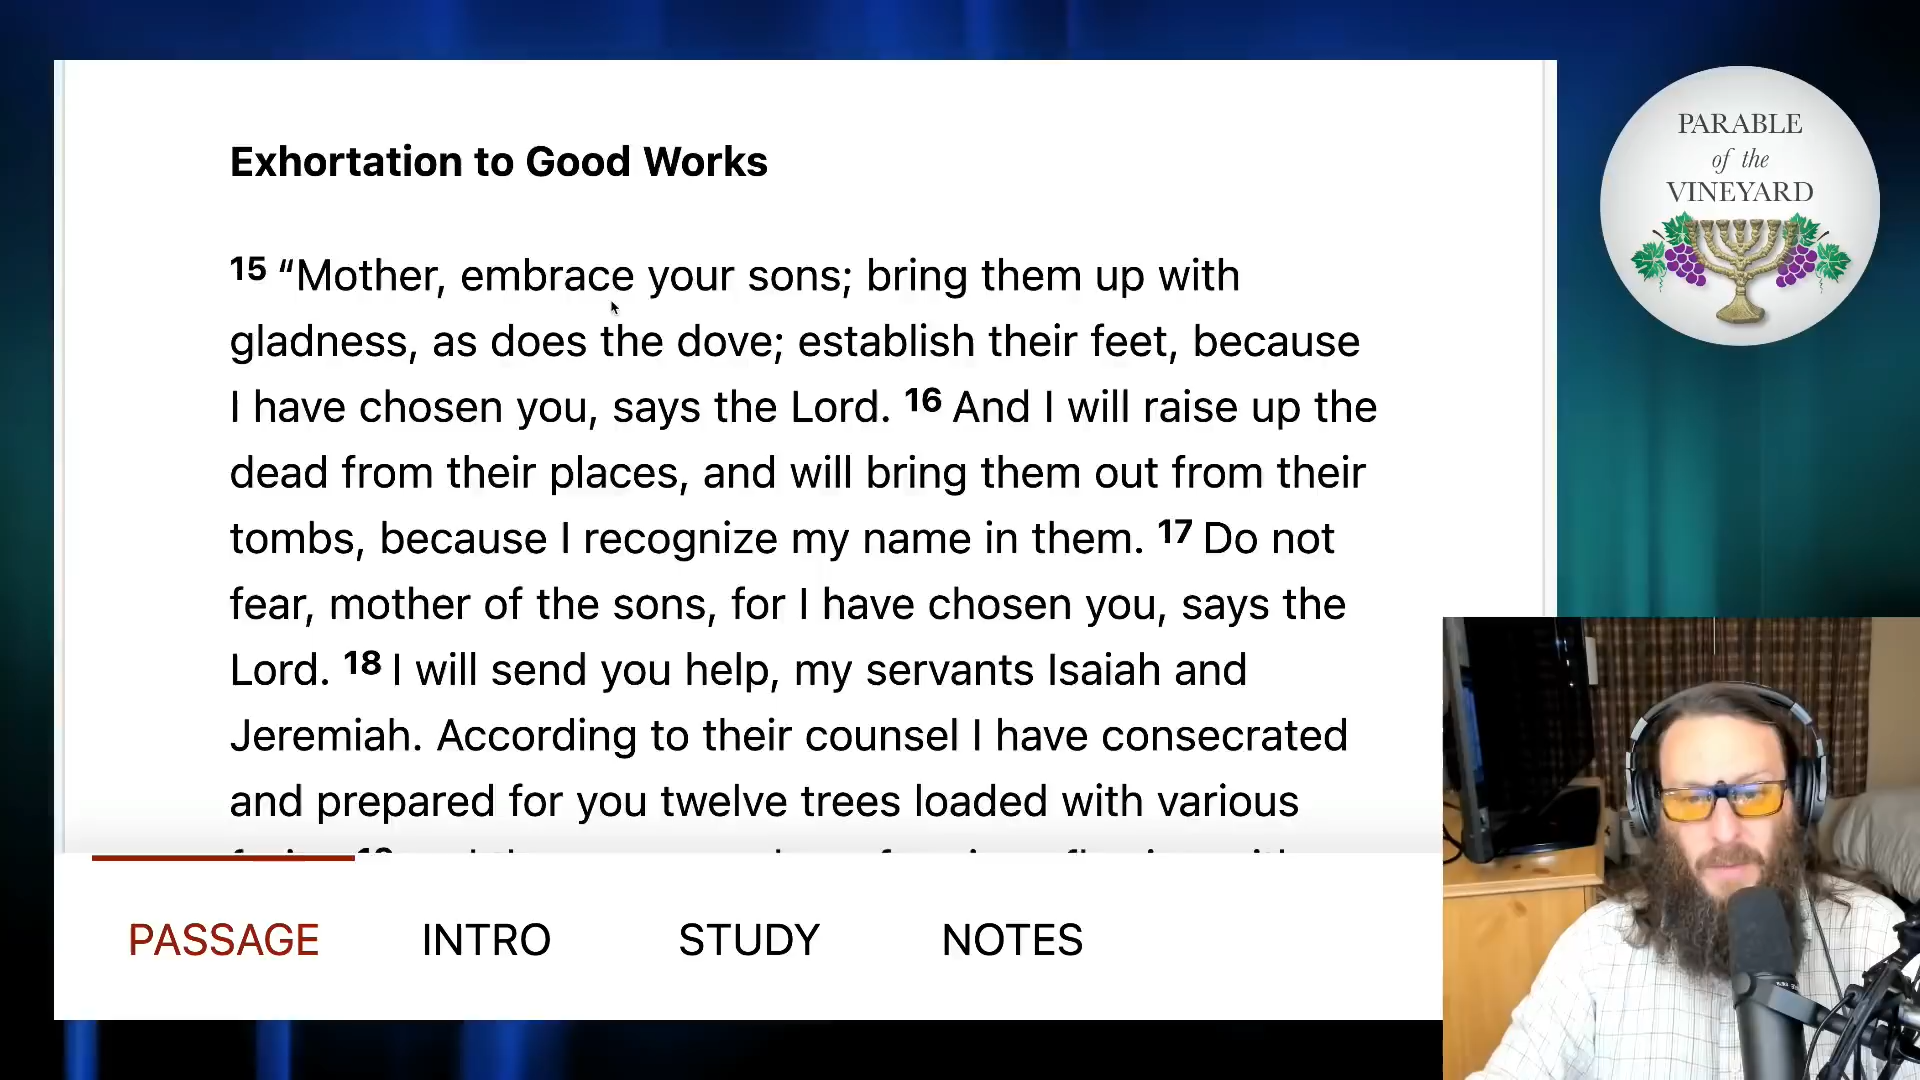 PARABLE
of the
VINEYARD
Exhortation to Good Works
15 “Mother, embrace your sons; bring them up with
gladness, as does the dove; establish their feet, because
I have chosen you, says the Lord. 16 And I will raise up the
dead from their places, and will bring them out from their
tombs, because I recognize my name in them. 17 Do not
fear, mother of the sons, for I have chosen you, says the
Lord. 18 I will send you help, my servants Isaiah and
Jeremiah. According to their counsel I have consecrated
and prepared for you twelve trees loaded with various
PASSAGE
INTRO
STUDY
NOTES